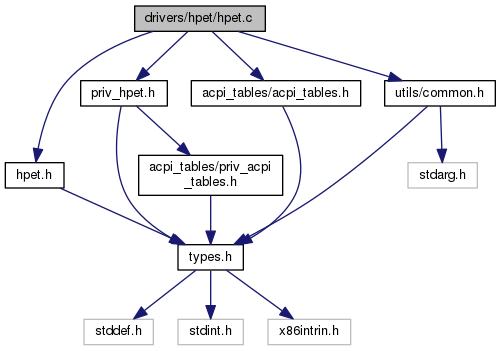 drivers/hpet/hpet.c
priv_hpet.h
acpi_tables/acpi_tables.h
utils/common.h
hpet.h
acpi_tables/priv_acpi
_tables.h
stdarg.h
types.h
stddef.h
stdint.h
x86intrin.h